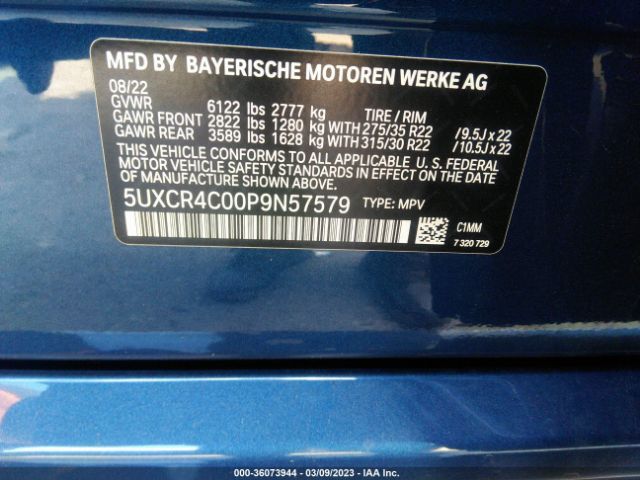 MFD BY BAYERISCHE MOTOREN WERKE AG
08/22
GVWR 6122 lbs 2777 kg TIRE / RIM
GAWR FRONT 2822 lbs 1280 kg WITH 275/35 R22 /9.5J x 22
GAWR REAR 3589 lbs 1628 kg WITH 315/30 R22 /10.5J x 22
THIS VEHICLE CONFORMS TO ALL APPLICABLE U. S. FEDERAL
MOTOR VEHICLE SAFETY STANDARDS IN EFFECT ON THE
DATE OF MANUFACTURE SHOWN ABOVE.
5UXCR4C00P9N57579 TYPE: MPV
C1MM
7 320 729
000-36073944 — 03/09/2023 — IAA Inc.